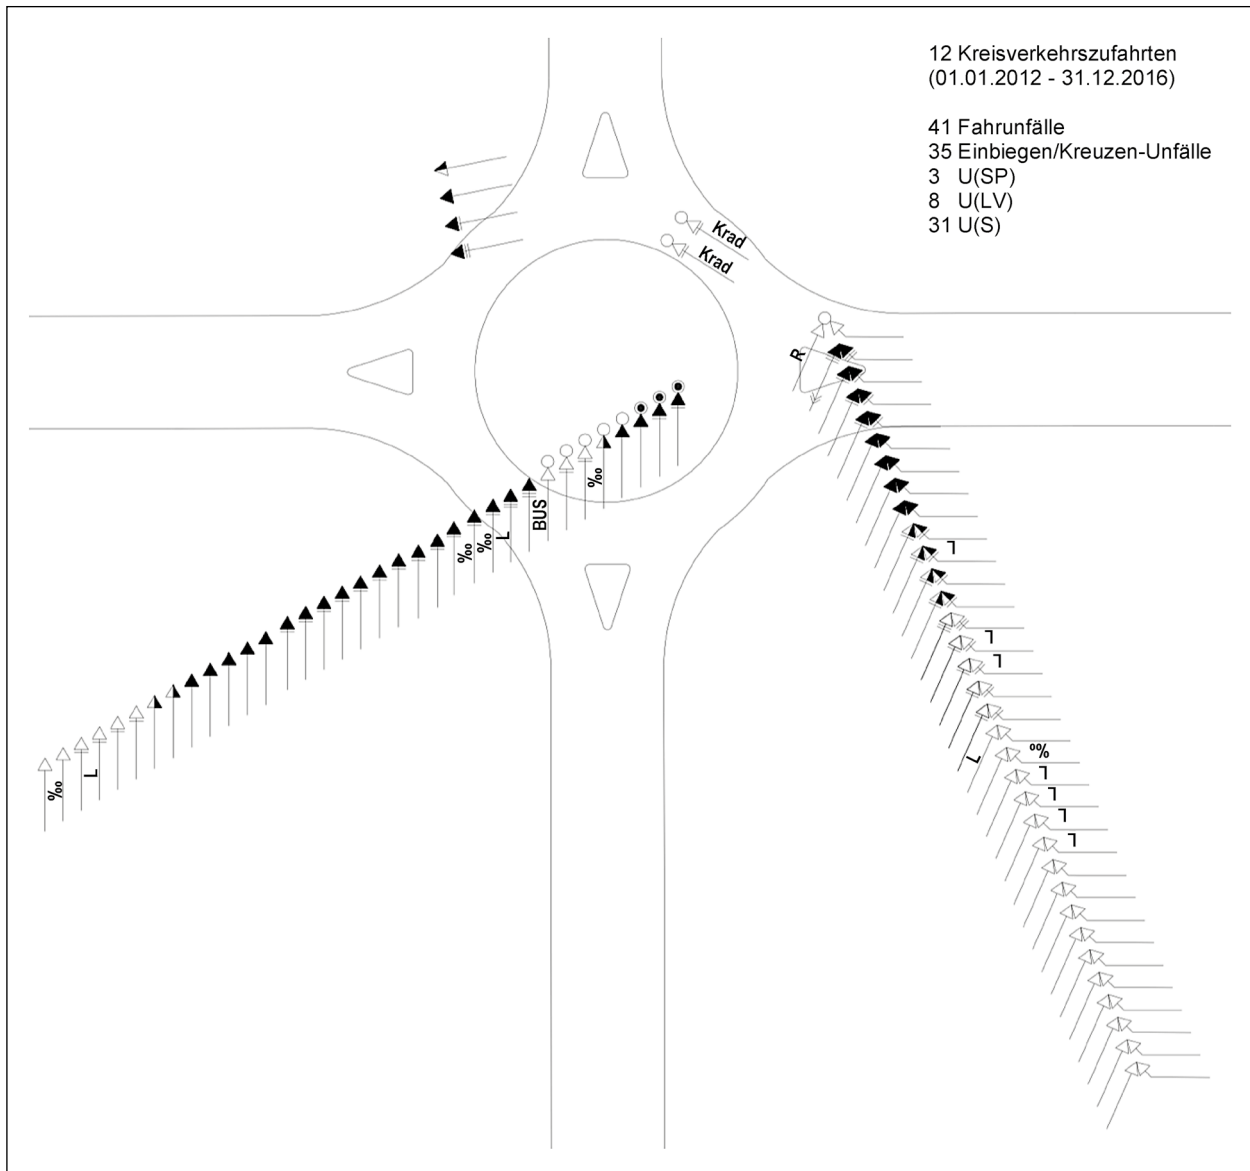 12 Kreisverkehrszufahrten
(01.01.2012 - 31.12.2016)
41 Fahrunfälle
35 Einbiegen/Kreuzen-Unfälle
3 U(SP)
8 U(LV)
31 U(S)
Krad
Krad
R
‰
BUS
L
‰
‰
L
‰
L
L
L
L
L
%
L
L
L
L